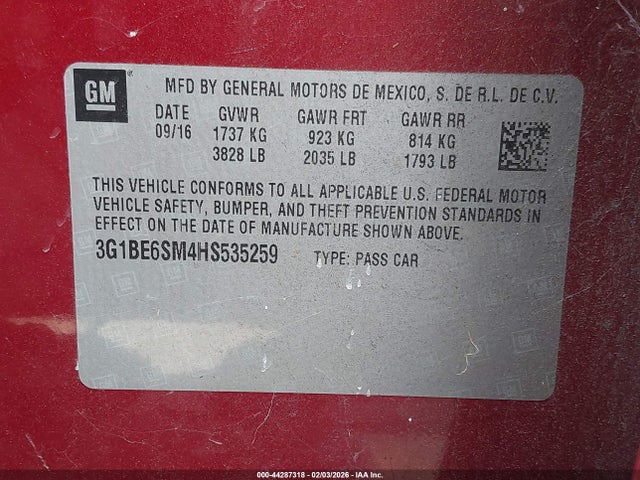 GM
MFD BY GENERAL MOTORS DE MEXICO, S. DE R.L. DE C.V.
DATE GVWR GAWR FRT GAWR RR
09/16 1737 KG 923 KG 814 KG
3828 LB 2035 LB 1793 LB
THIS VEHICLE CONFORMS TO ALL APPLICABLE U.S. FEDERAL MOTOR
VEHICLE SAFETY, BUMPER, AND THEFT PREVENTION STANDARDS IN
EFFECT ON THE DATE OF MANUFACTURE SHOWN ABOVE.
3G1BE6SM4HS535259 TYPE: PASS CAR
000-44287318 - 02/03/2026 - IAA Inc.